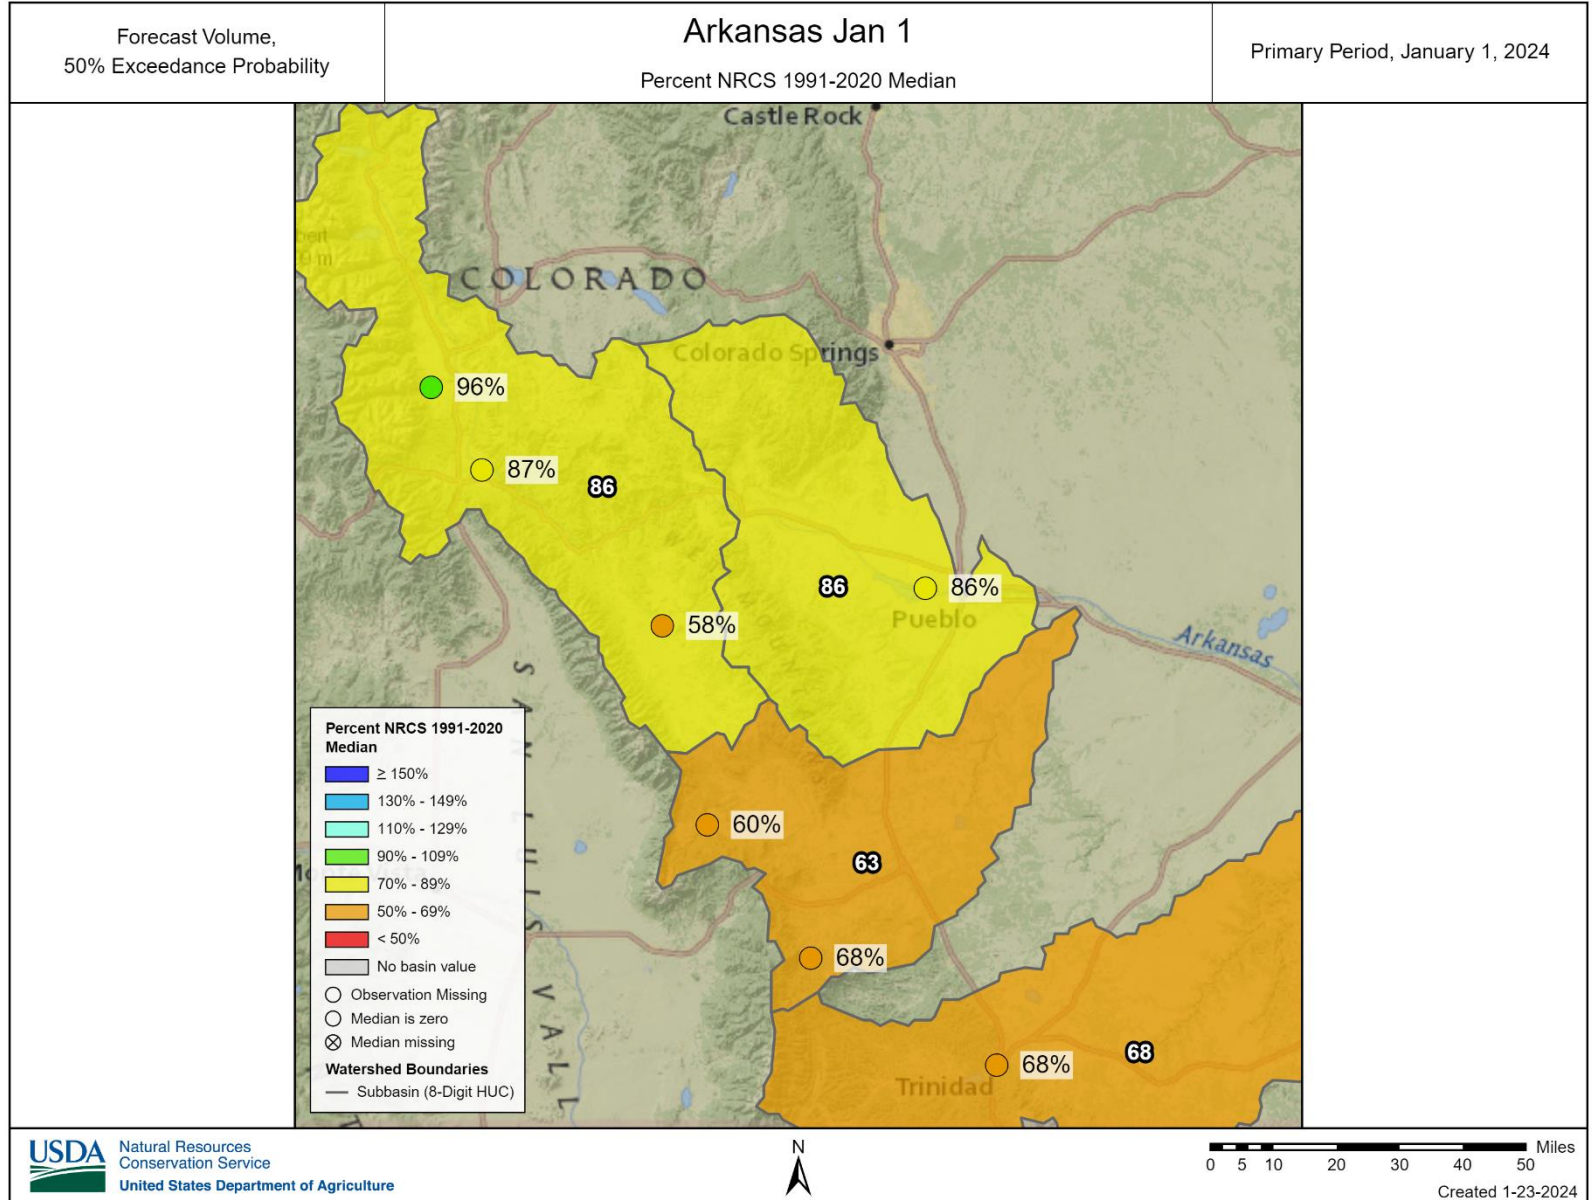 Forecast Volume,
50% Exceedance Probability
Arkansas Jan 1
Percent NRCS 1991-2020 Median
Primary Period, January 1, 2024
Castle Rock
COLORADO
Colorado Springs
96%
87%
86
86
86%
Pueblo
58%
Arkansas
60%
63
68%
68%
68
Trinidad
SAN LUIS VALL
Percent NRCS 1991-2020
Median
≥ 150%
130% - 149%
110% - 129%
90% - 109%
70% - 89%
50% - 69%
< 50%
No basin value
Observation Missing
Median is zero
Median missing
Watershed Boundaries
Subbasin (8-Digit HUC)
USDA
Natural Resources
Conservation Service
United States Department of Agriculture
N
Miles
0 5 10 20 30 40 50
Created 1-23-2024